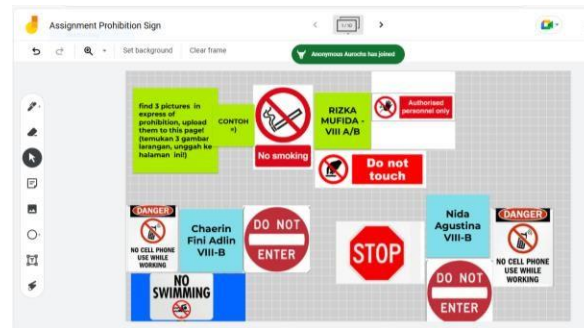 Assignment Prohibition Sign
1/10
Set background
Clear frame
Anonymous Aurochs has joined
find 3 pictures in
express of
prohibition, upload
them to this page!
(temukan 3 gambar
larangan, unggah ke
halaman ini!)
CONTOH
=)
No smoking
RIZKA
MUFIDA -
VIII A/B
Authorised
personnel only
Do not
touch
DANGER
NO CELL PHONE
USE WHILE
WORKING
Chaerin
Fini Adlin
VIII-B
DO NOT
ENTER
NO
SWIMMING
STOP
Nida
Agustina
VIII-B
DO NOT
ENTER
DANGER
NO CELL PHONE
USE WHILE
WORKING